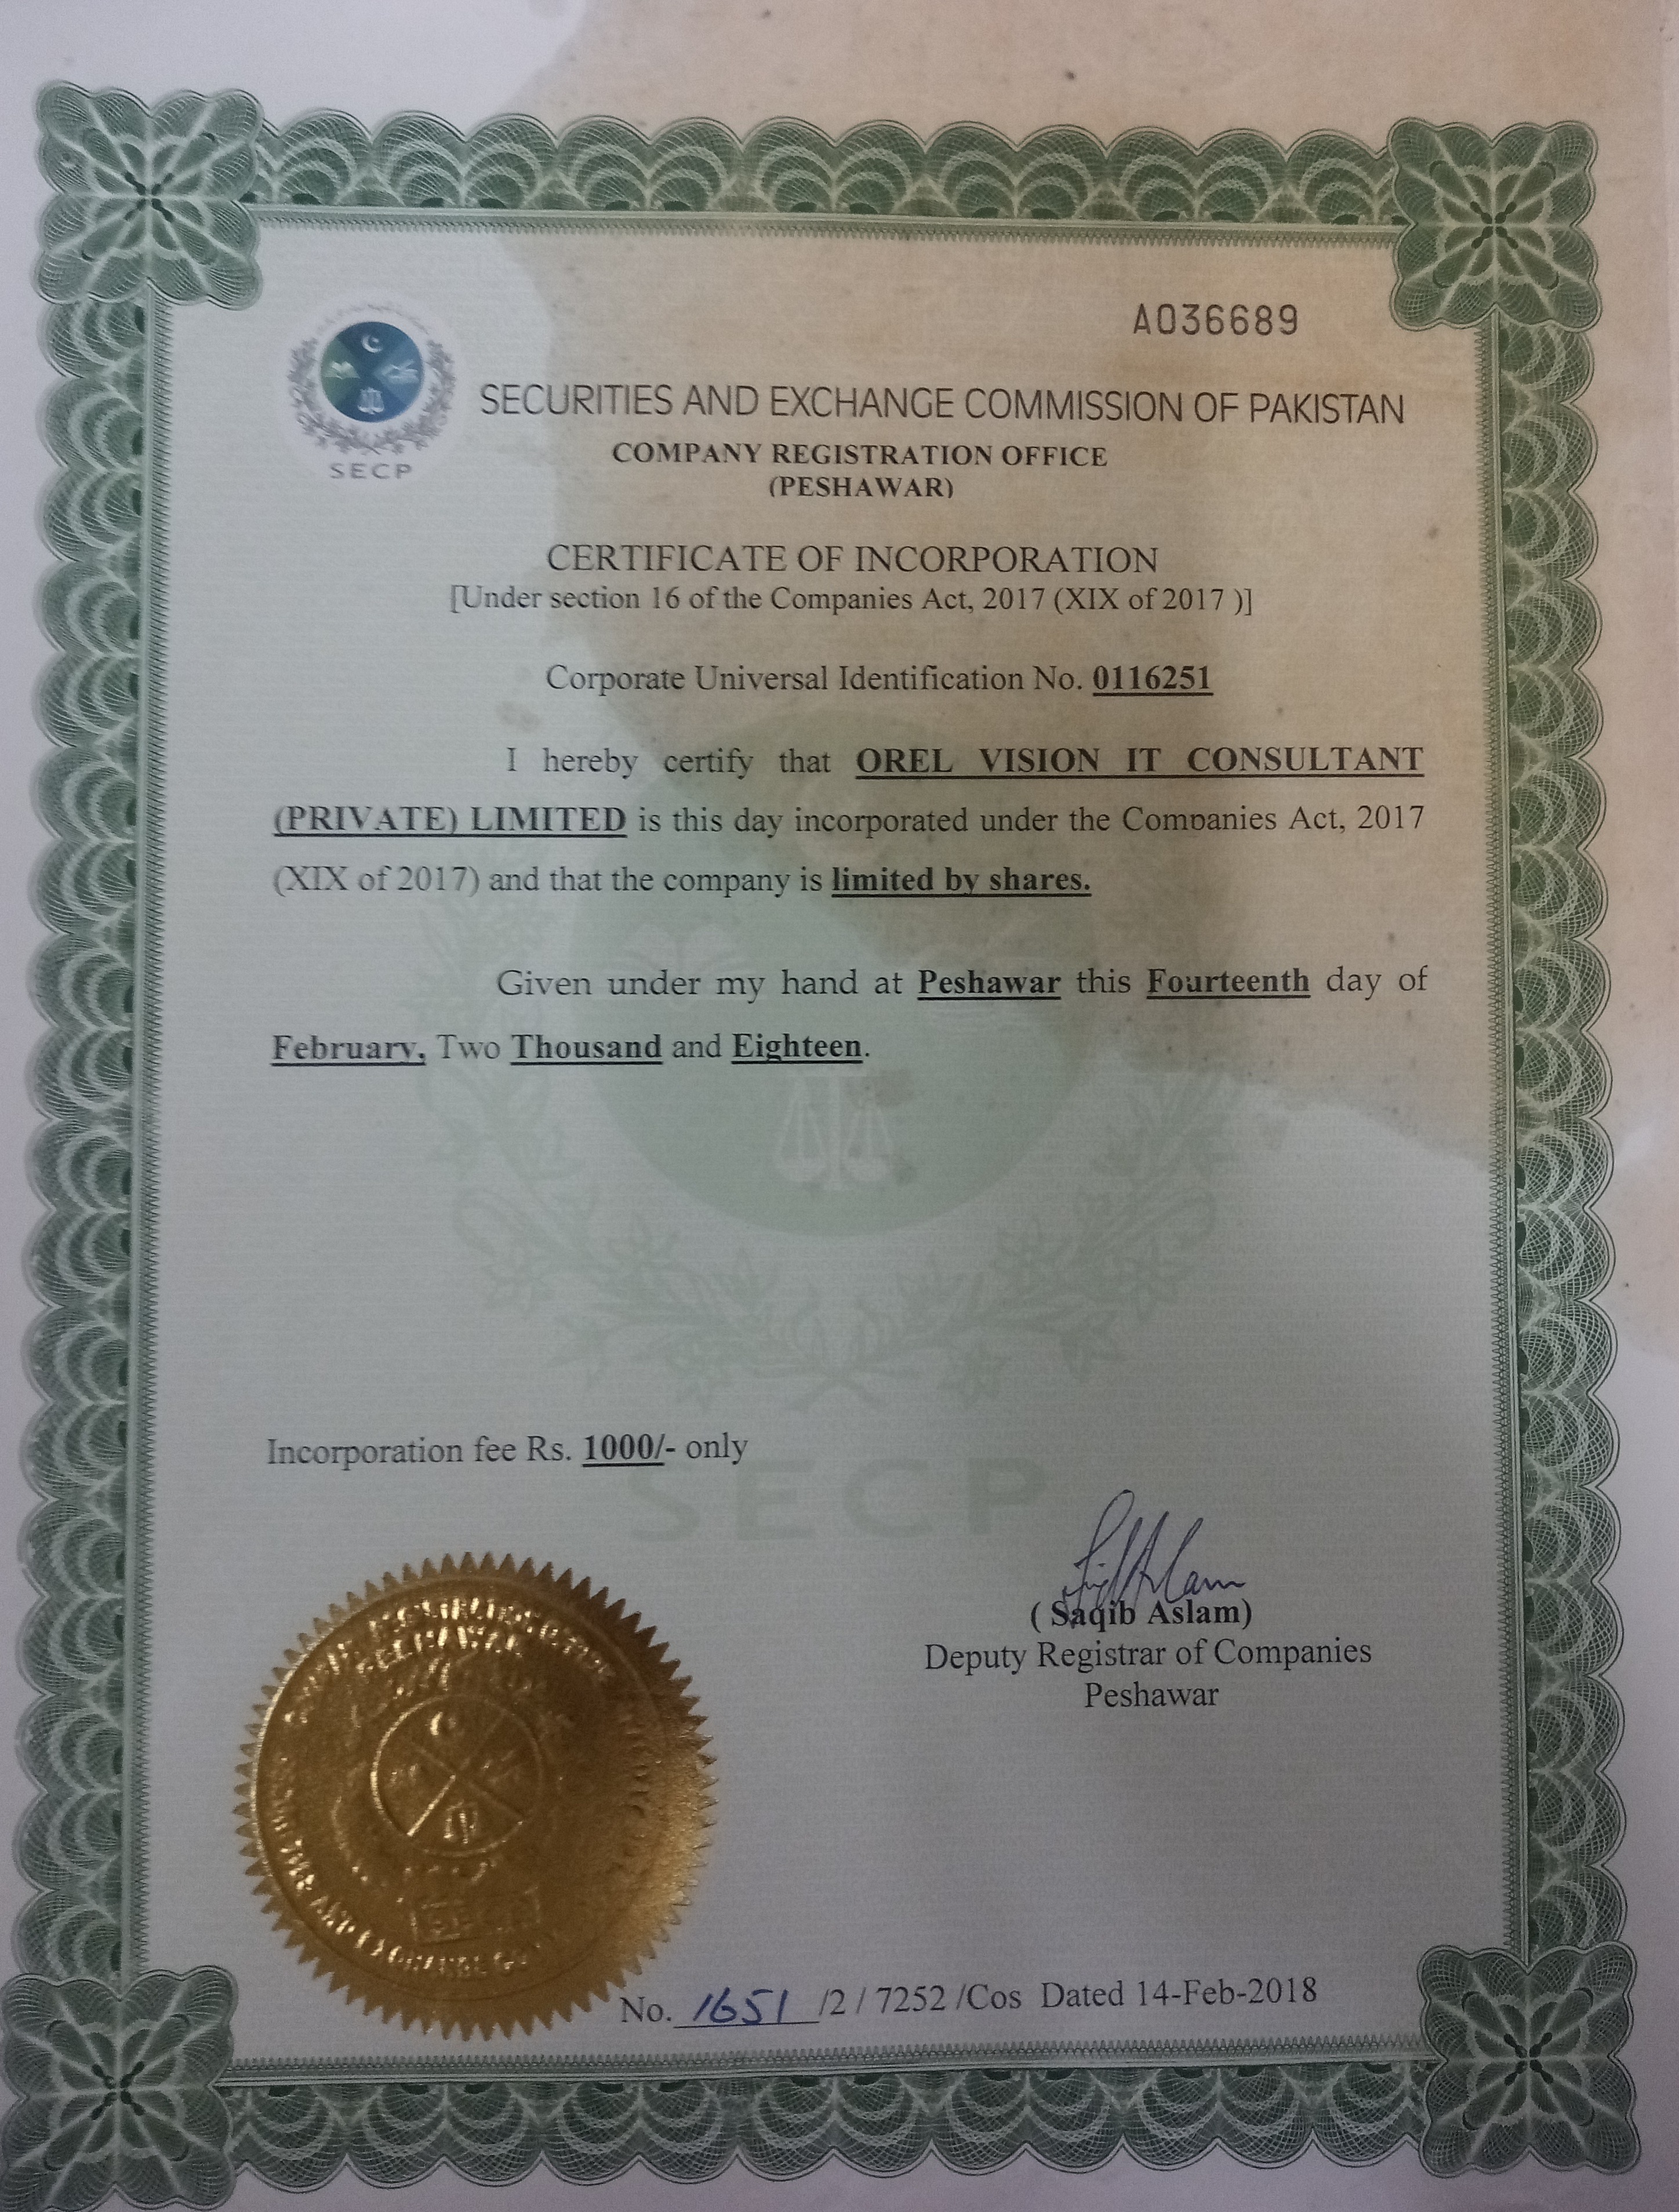 A036689
SECP
SECURITIES AND EXCHANGE COMMISSION OF PAKISTAN
COMPANY REGISTRATION OFFICE
(PESHAWAR)
CERTIFICATE OF INCORPORATION
[Under section 16 of the Companies Act, 2017 (XIX of 2017 )]
Corporate Universal Identification No. 0116251
I hereby certify that OREL VISION IT CONSULTANT
(PRIVATE) LIMITED is this day incorporated under the Companies Act, 2017
(XIX of 2017) and that the company is limited by shares.
Given under my hand at Peshawar this Fourteenth day of
February, Two Thousand and Eighteen.
Incorporation fee Rs. 1000/- only
SECP
( Saqib Aslam)
Deputy Registrar of Companies
Peshawar
No. 1651 /2 / 7252 /Cos Dated 14-Feb-2018